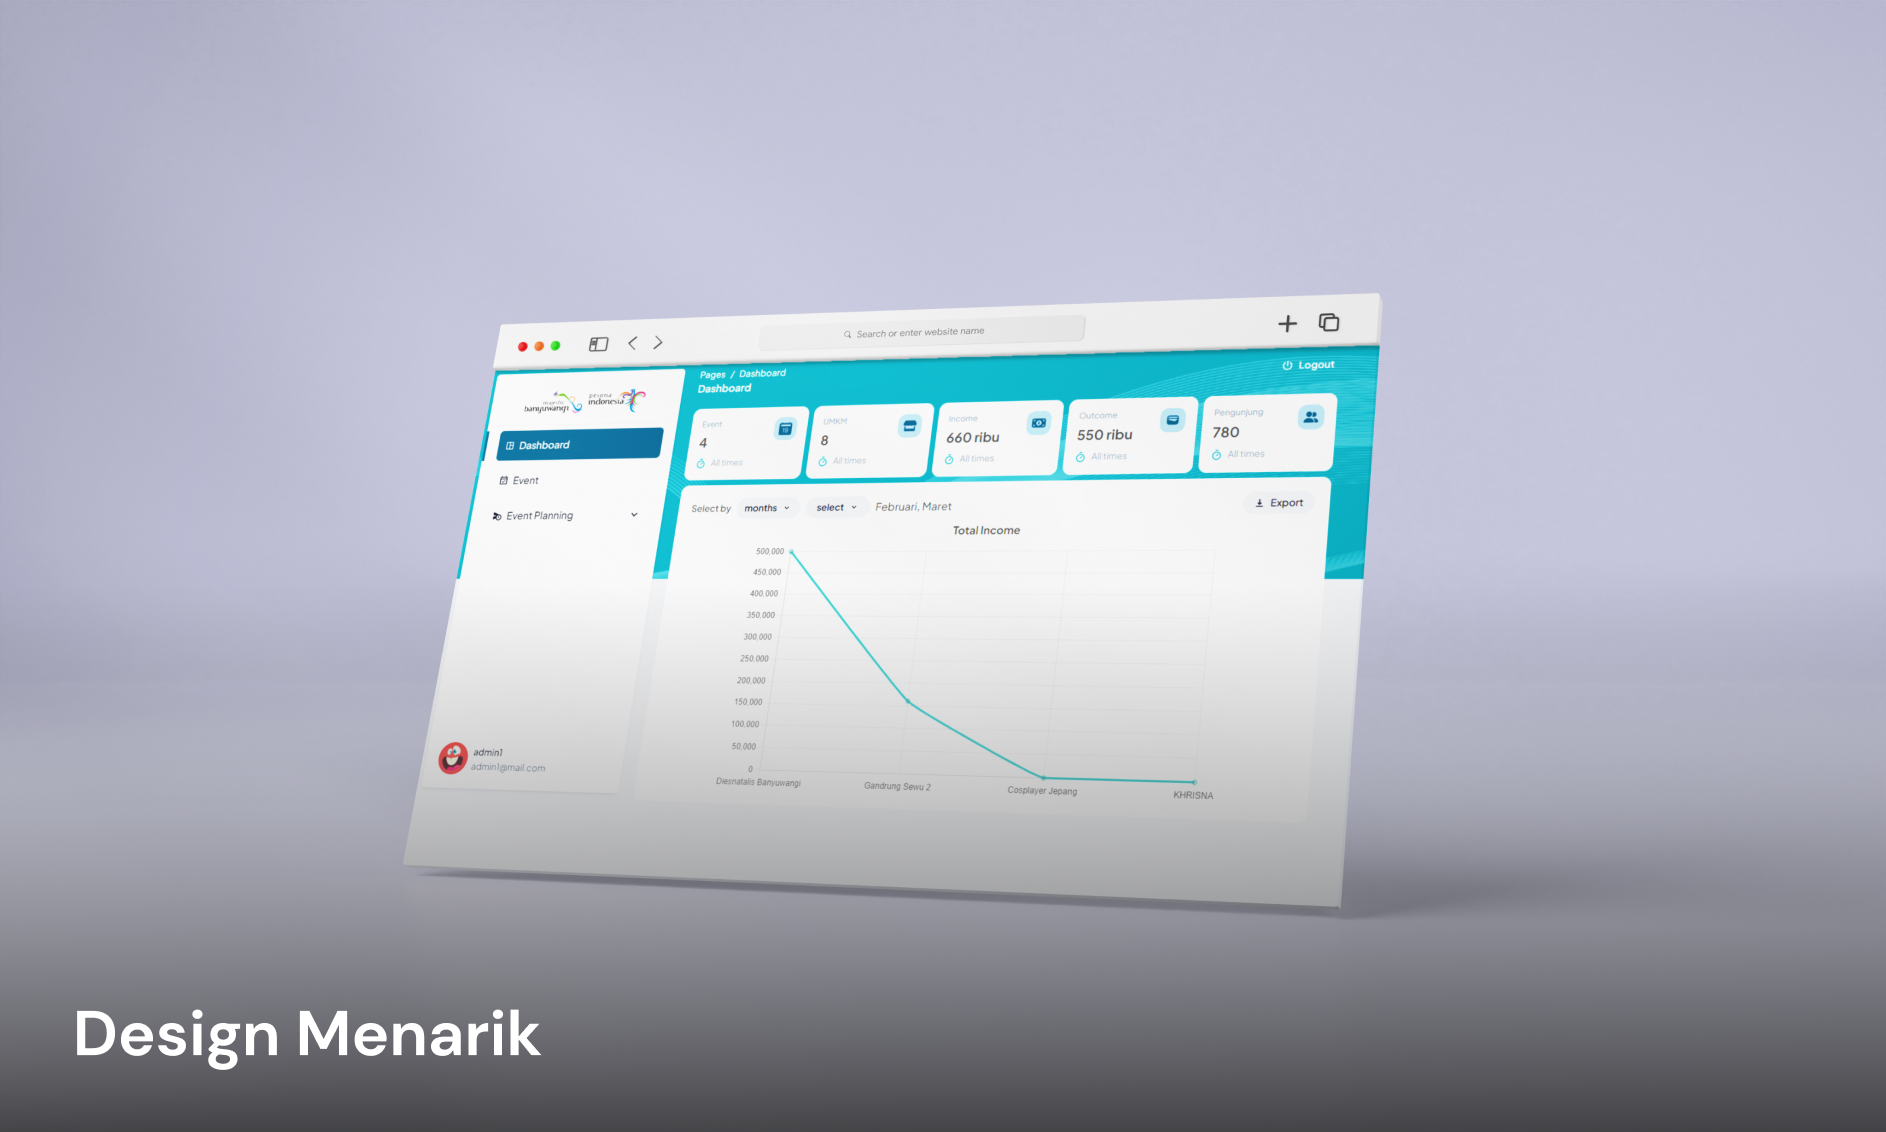 Search or enter website name
majestic
banyuwangi
pesona
indonesia
Pages / Dashboard
Dashboard
Logout
Dashboard
Event
Event Planning
Event
4
All times
UMKM
8
All times
Income
660 ribu
All times
Outcome
550 ribu
All times
Pengunjung
780
All times
Select by months select Februari, Maret
Export
Total Income
500,000
450,000
400,000
350,000
300,000
250,000
200,000
150,000
100,000
50,000
0
Diesnatalis Banyuwangi
Gandrung Sewu 2
Cosplayer Jepang
KHRISNA
admin1
admin1@mail.com
Design Menarik